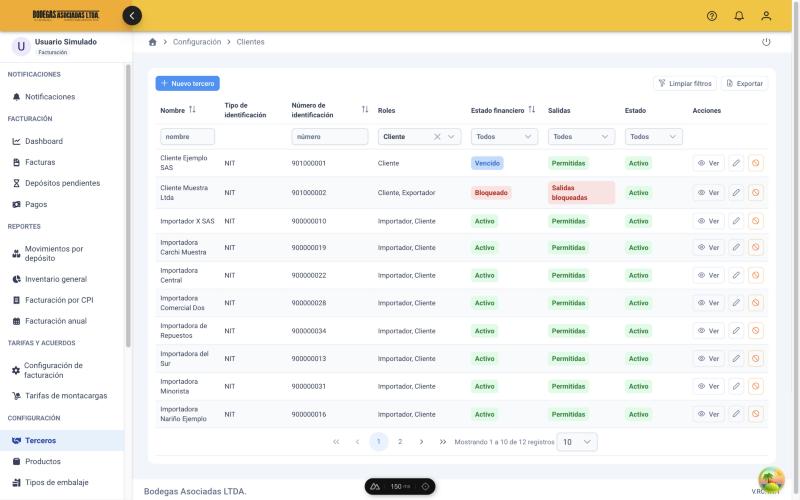 BODEGAS ASOCIADAS LTDA.
U
Usuario Simulado
Facturación
Configuración
Clientes
NOTIFICACIONES
Notificaciones
FACTURACIÓN
Dashboard
Facturas
Depósitos pendientes
Pagos
REPORTES
Movimientos por
depósito
Inventario general
Facturación por CPI
Facturación anual
TARIFAS Y ACUERDOS
Configuración de
facturación
Tarifas de montacargas
CONFIGURACIÓN
Terceros
Productos
Tipos de embalaje
+ Nuevo tercero
Limpiar filtros
Exportar
Nombre
Tipo de
identificación
Número de
identificación
Roles
Estado financiero
Salidas
Estado
Acciones
nombre
número
Cliente
Todos
Todos
Todos
Cliente Ejemplo
SAS
NIT
901000001
Cliente
Vencido
Permitidas
Activo
Ver
Cliente Muestra
Ltda
NIT
901000002
Cliente, Exportador
Bloqueado
Salidas
bloqueadas
Activo
Ver
Importador X SAS
NIT
900000010
Importador, Cliente
Activo
Permitidas
Activo
Ver
Importadora
Carchi Muestra
NIT
900000019
Importador, Cliente
Activo
Permitidas
Activo
Ver
Importadora
Central
NIT
900000022
Importador, Cliente
Activo
Permitidas
Activo
Ver
Importadora
Comercial Dos
NIT
900000028
Importador, Cliente
Activo
Permitidas
Activo
Ver
Importadora de
Repuestos
NIT
900000034
Importador, Cliente
Activo
Permitidas
Activo
Ver
Importadora del
Sur
NIT
900000013
Importador, Cliente
Activo
Permitidas
Activo
Ver
Importadora
Minorista
NIT
900000031
Importador, Cliente
Activo
Permitidas
Activo
Ver
Importadora
Nariño Ejemplo
NIT
900000016
Importador, Cliente
Activo
Permitidas
Activo
Ver
1
2
Mostrando 1 a 10 de 12 registros
10
Bodegas Asociadas LTDA.
150 ms